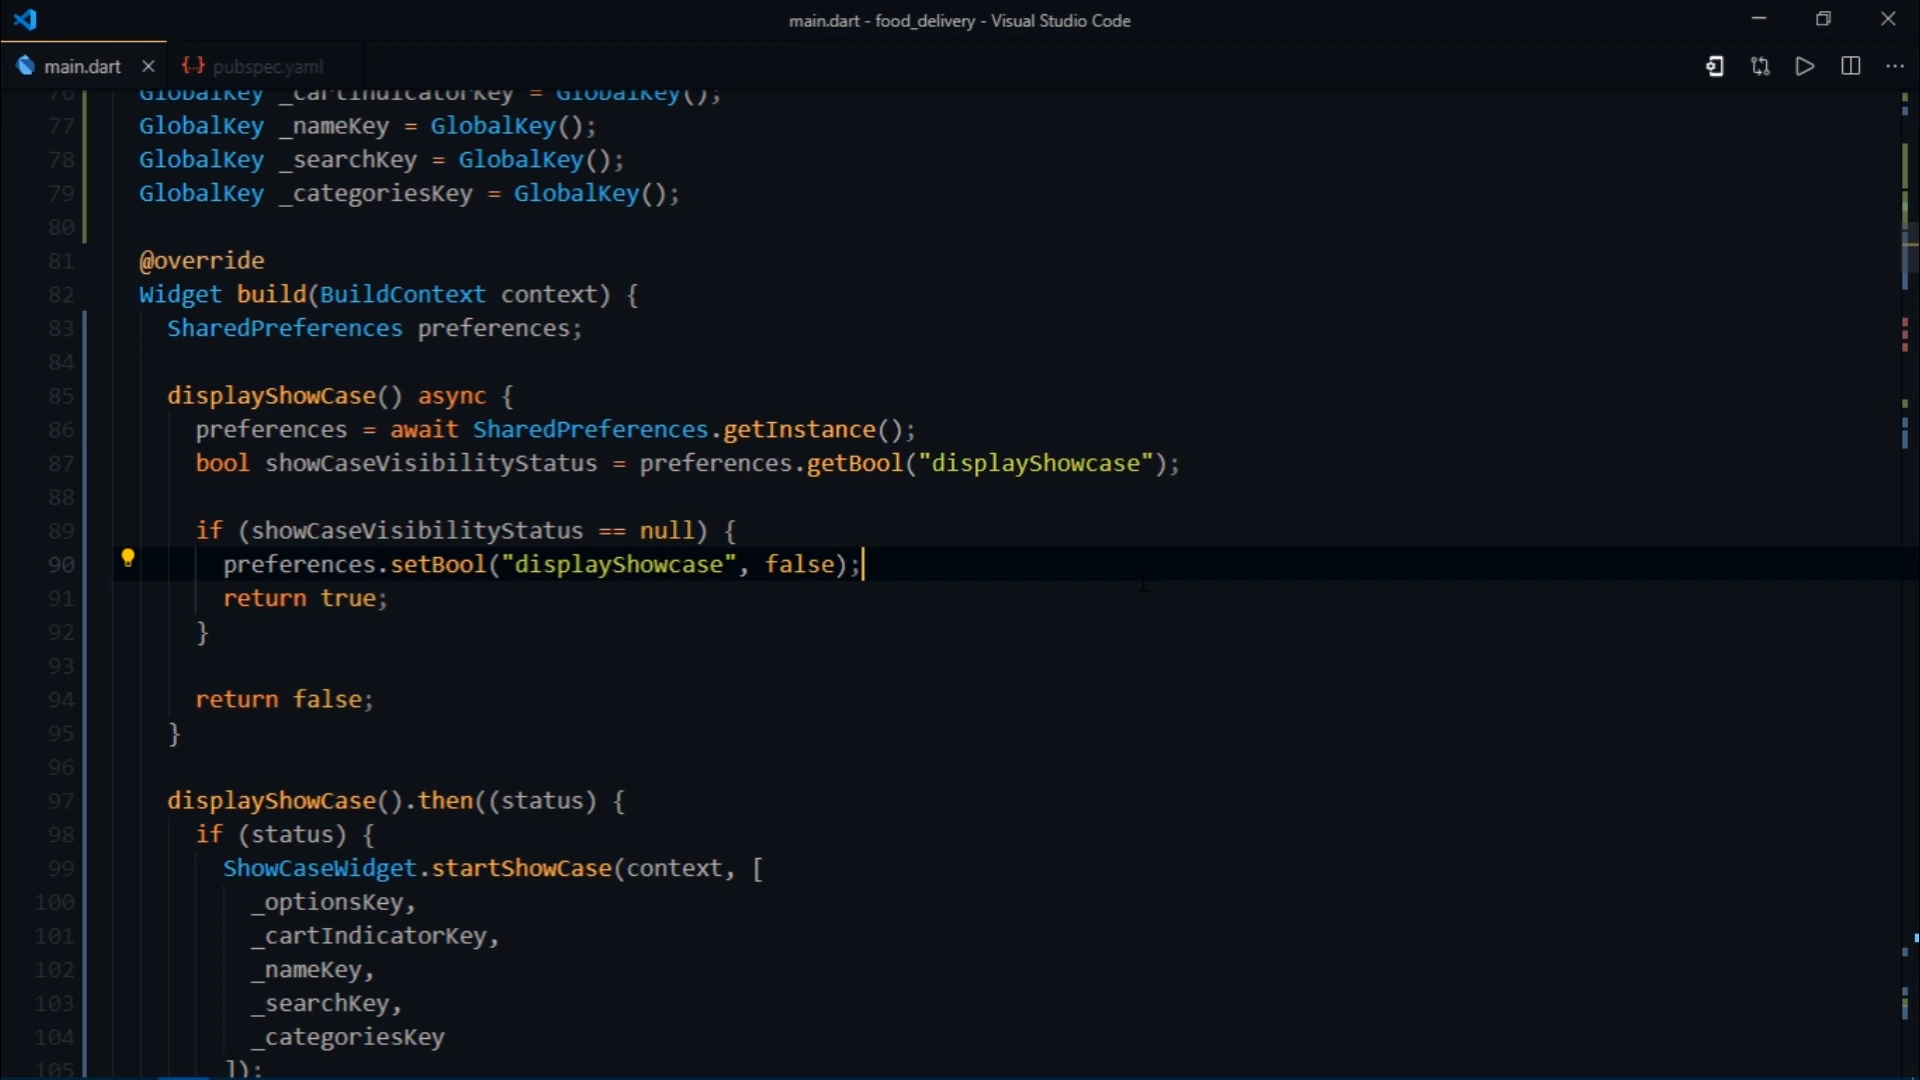 main.dart - food_delivery - Visual Studio Code
main.dart
{..} pubspec.yaml
76 GlobalKey _cartIndicatorKey = GlobalKey();
77 GlobalKey _nameKey = GlobalKey();
78 GlobalKey _searchKey = GlobalKey();
79 GlobalKey _categoriesKey = GlobalKey();
80
81 @override
82 Widget build(BuildContext context) {
83 SharedPreferences preferences;
84
85 displayShowCase() async {
86 preferences = await SharedPreferences.getInstance();
87 bool showCaseVisibilityStatus = preferences.getBool("displayShowcase");
88
89 if (showCaseVisibilityStatus == null) {
90 preferences.setBool("displayShowcase", false);
91 return true;
92 }
93
94 return false;
95 }
96
97 displayShowCase().then((status) {
98 if (status) {
99 ShowCaseWidget.startShowCase(context, [
100 _optionsKey,
101 _cartIndicatorKey,
102 _nameKey,
103 _searchKey,
104 _categoriesKey
105 ]);